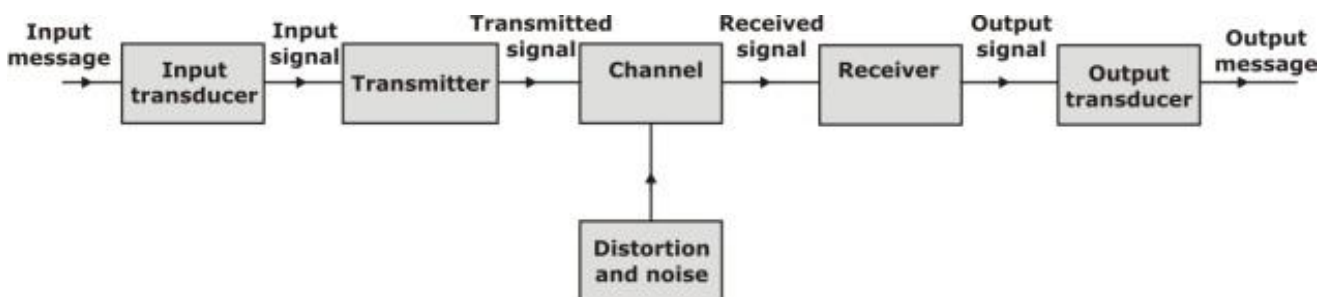 Input
message
Input
transducer
Input
signal
Transmitter
Transmitted
signal
Channel
Received
signal
Receiver
Output
signal
Output
transducer
Output
message
Distortion
and noise